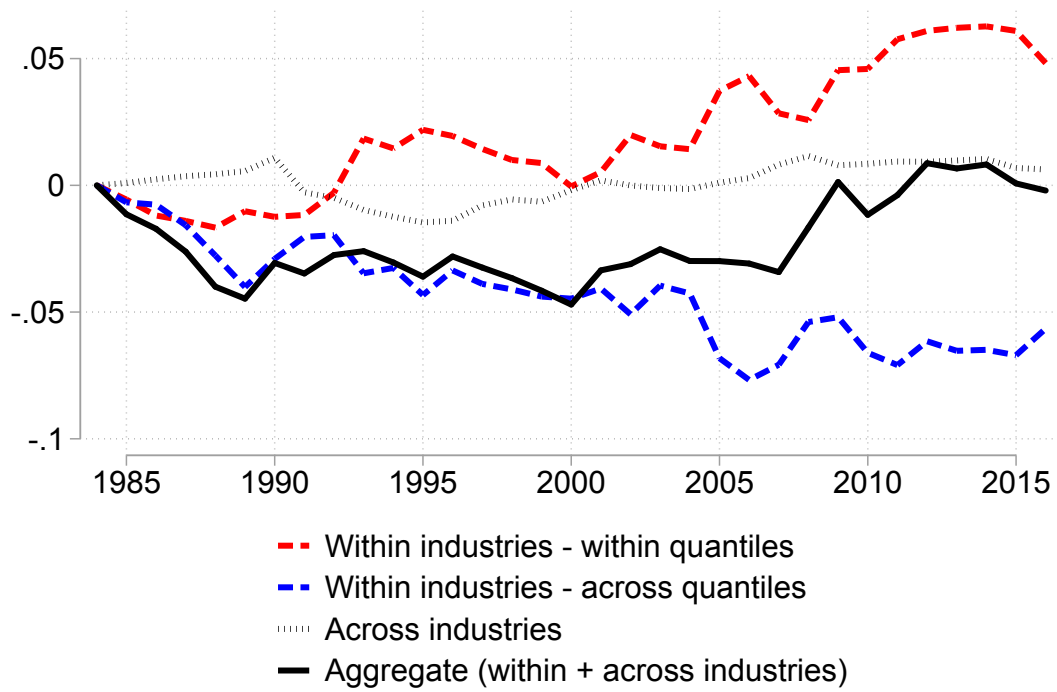 .05
0
-.05
-.1
1985 1990 1995 2000 2005 2010 2015
Within industries - within quantiles
Within industries - across quantiles
Across industries
Aggregate (within + across industries)